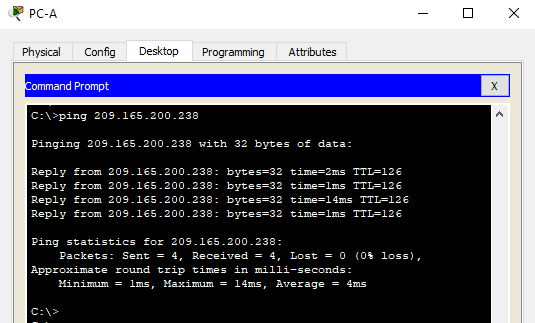 PC-A
Physical Config Desktop Programming Attributes
Command Prompt X
C:\>ping 209.165.200.238
Pinging 209.165.200.238 with 32 bytes of data:
Reply from 209.165.200.238: bytes=32 time=2ms TTL=126
Reply from 209.165.200.238: bytes=32 time=1ms TTL=126
Reply from 209.165.200.238: bytes=32 time=14ms TTL=126
Reply from 209.165.200.238: bytes=32 time=1ms TTL=126
Ping statistics for 209.165.200.238:
Packets: Sent = 4, Received = 4, Lost = 0 (0% loss),
Approximate round trip times in milli-seconds:
Minimum = 1ms, Maximum = 14ms, Average = 4ms
C:\>